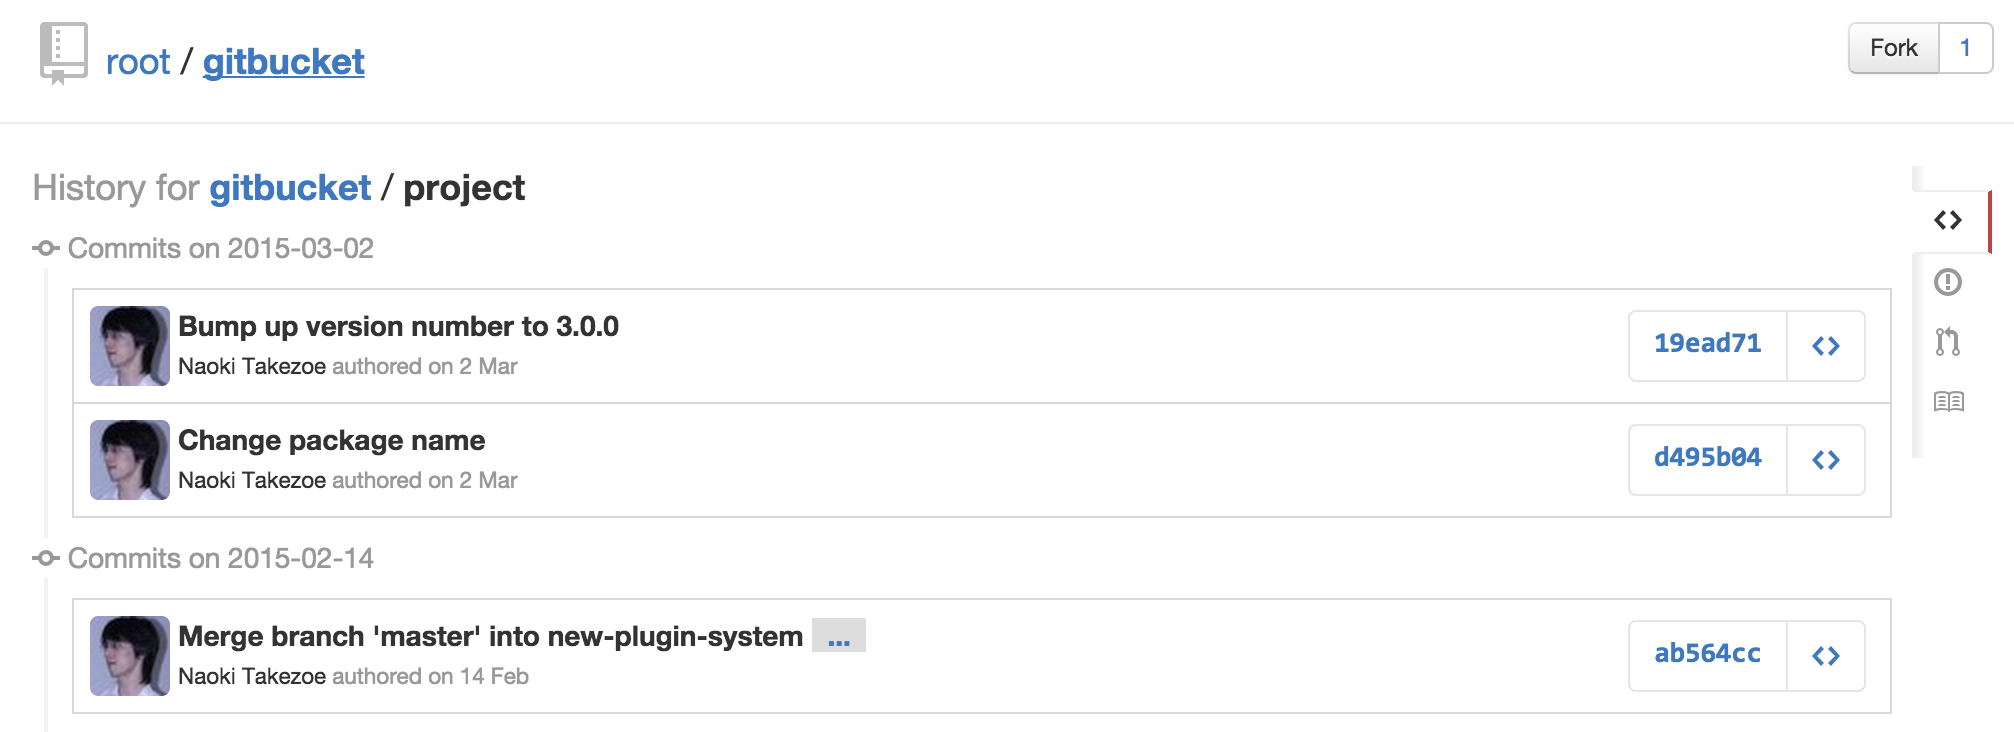 root / gitbucket
Fork 1
History for gitbucket / project
Commits on 2015-03-02
Bump up version number to 3.0.0
Naoki Takezoe authored on 2 Mar
19ead71
Change package name
Naoki Takezoe authored on 2 Mar
d495b04
Commits on 2015-02-14
Merge branch 'master' into new-plugin-system ...
Naoki Takezoe authored on 14 Feb
ab564cc